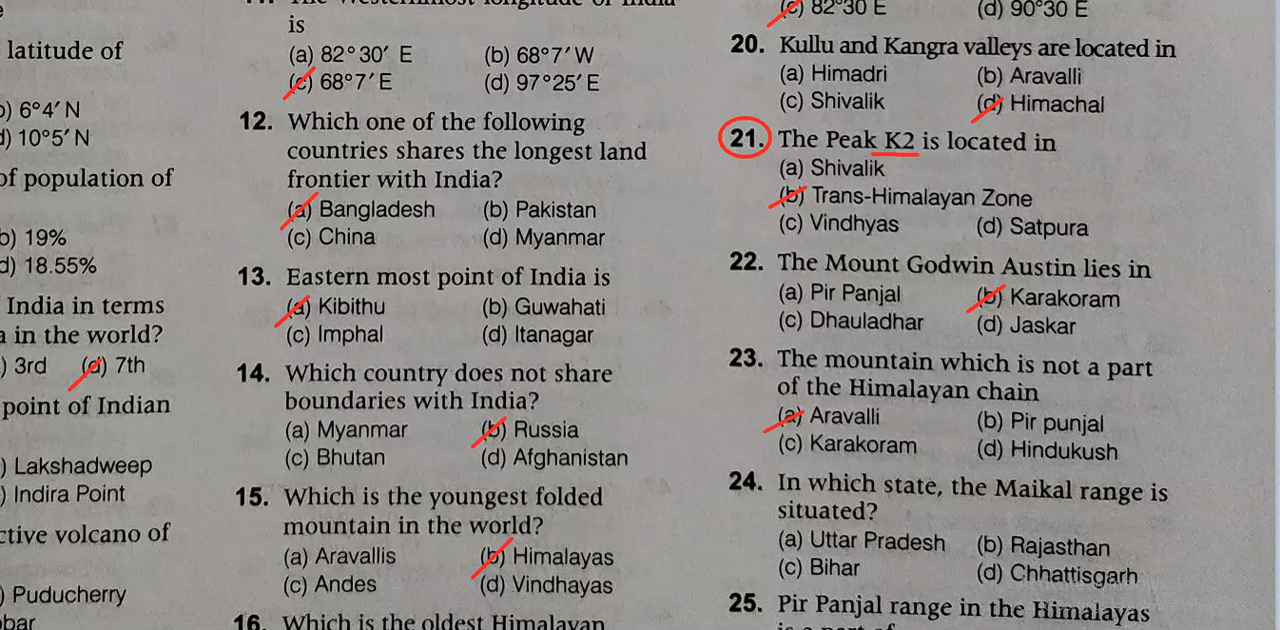 latitude of
6°4′ N
10°5′ N
of population of
19%
18.55%
India in terms
in the world?
) 3rd (d) 7th
point of Indian
) Lakshadweep
) Indira Point
volcano of
) Puducherry
is
(a) 82°30′ E (b) 68°7′ W
(c) 68°7′ E (d) 97°25′ E
12. Which one of the following
countries shares the longest land
frontier with India?
(a) Bangladesh (b) Pakistan
(c) China (d) Myanmar
13. Eastern most point of India is
(a) Kibithu (b) Guwahati
(c) Imphal (d) Itanagar
14. Which country does not share
boundaries with India?
(a) Myanmar (b) Russia
(c) Bhutan (d) Afghanistan
15. Which is the youngest folded
mountain in the world?
(a) Aravallis (b) Himalayas
(c) Andes (d) Vindhayas
16. Which is the oldest Himalayan
(c) 82°30 E (d) 90°30 E
20. Kullu and Kangra valleys are located in
(a) Himadri (b) Aravalli
(c) Shivalik (d) Himachal
21. The Peak K2 is located in
(a) Shivalik
(b) Trans-Himalayan Zone
(c) Vindhyas (d) Satpura
22. The Mount Godwin Austin lies in
(a) Pir Panjal (b) Karakoram
(c) Dhauladhar (d) Jaskar
23. The mountain which is not a part
of the Himalayan chain
(a) Aravalli (b) Pir punjal
(c) Karakoram (d) Hindukush
24. In which state, the Maikal range is
situated?
(a) Uttar Pradesh (b) Rajasthan
(c) Bihar (d) Chhattisgarh
25. Pir Panjal range in the Himalayas